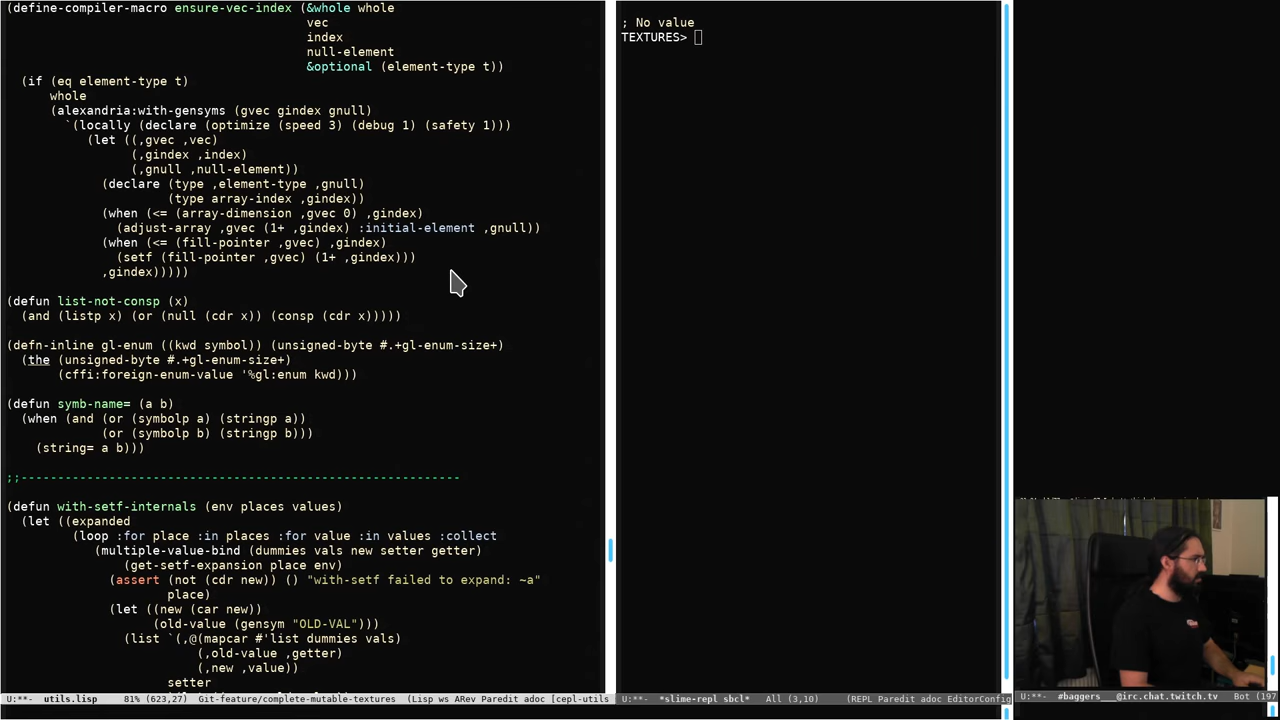 (define-compiler-macro ensure-vec-index (&whole whole
vec
index
null-element
&optional (element-type t))
(if (eq element-type t)
whole
(alexandria:with-gensyms (gvec gindex gnull)
`(locally (declare (optimize (speed 3) (debug 1) (safety 1)))
(let ((,gvec ,vec)
(,gindex ,index)
(,gnull ,null-element))
(declare (type ,element-type ,gnull)
(type array-index ,gindex))
(when (<= (array-dimension ,gvec 0) ,gindex)
(adjust-array ,gvec (1+ ,gindex) :initial-element ,gnull))
(when (<= (fill-pointer ,gvec) ,gindex)
(setf (fill-pointer ,gvec) (1+ ,gindex)))
,gindex)))))
(defun list-not-consp (x)
(and (listp x) (or (null (cdr x)) (consp (cdr x)))))
(defn-inline gl-enum ((kwd symbol)) (unsigned-byte #.+gl-enum-size+)
(the (unsigned-byte #.+gl-enum-size+)
(cffi:foreign-enum-value '%gl:enum kwd)))
(defun symb-name= (a b)
(when (and (or (symbolp a) (stringp a))
(or (symbolp b) (stringp b)))
(string= a b)))
;;------------------------------------------------------------
(defun with-setf-internals (env places values)
(let ((expanded
(loop :for place :in places :for value :in values :collect
(multiple-value-bind (dummies vals new setter getter)
(get-setf-expansion place env)
(assert (not (cdr new)) () "with-setf failed to expand: ~a"
place)
(let ((new (car new))
(old-value (gensym "OLD-VAL")))
(list `(,@(mapcar #'list dummies vals)
(,old-value ,getter)
(,new ,value))
setter
U:**- utils.lisp 81% (623,27) Git-feature/complete-mutable-textures (Lisp ws ARev Paredit adoc [cepl-utils
; No value
TEXTURES>
U:**- *slime-repl sbcl* All (3,10) (REPL Paredit adoc EditorConfig
U:**- #baggers__ @irc.chat.twitch.tv Bot (197